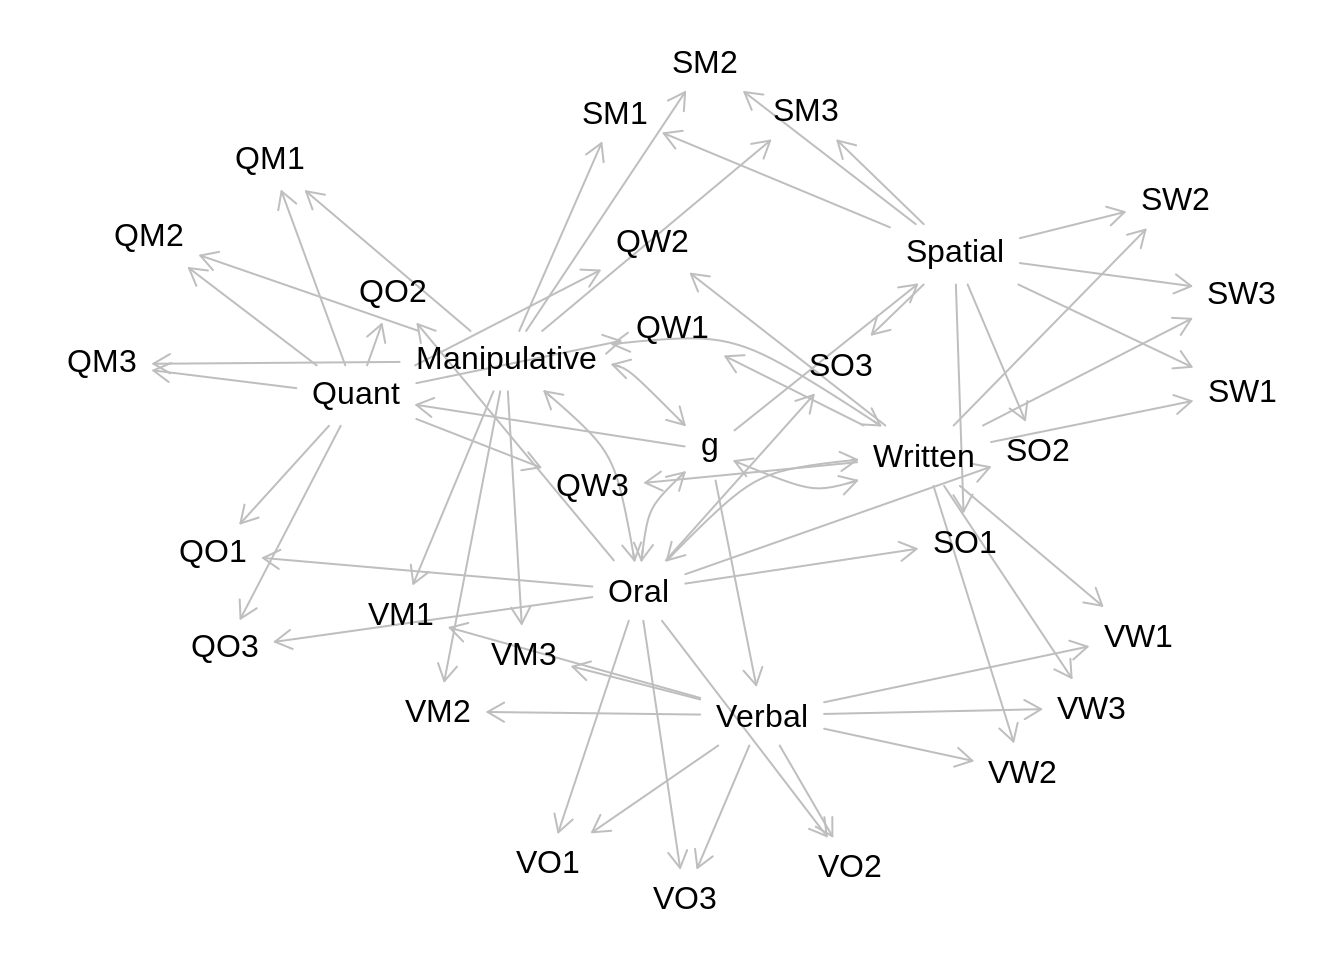 SM2
SM1
SM3
QM1
SW2
QM2
QW2
Spatial
QO2
SW3
QW1
QM3
Manipulative
SO3
Quant
SW1
g
Written
SO2
QW3
SO1
QO1
Oral
VM1
VW1
QO3
VM3
VM2
Verbal
VW3
VW2
VO1
VO2
VO3